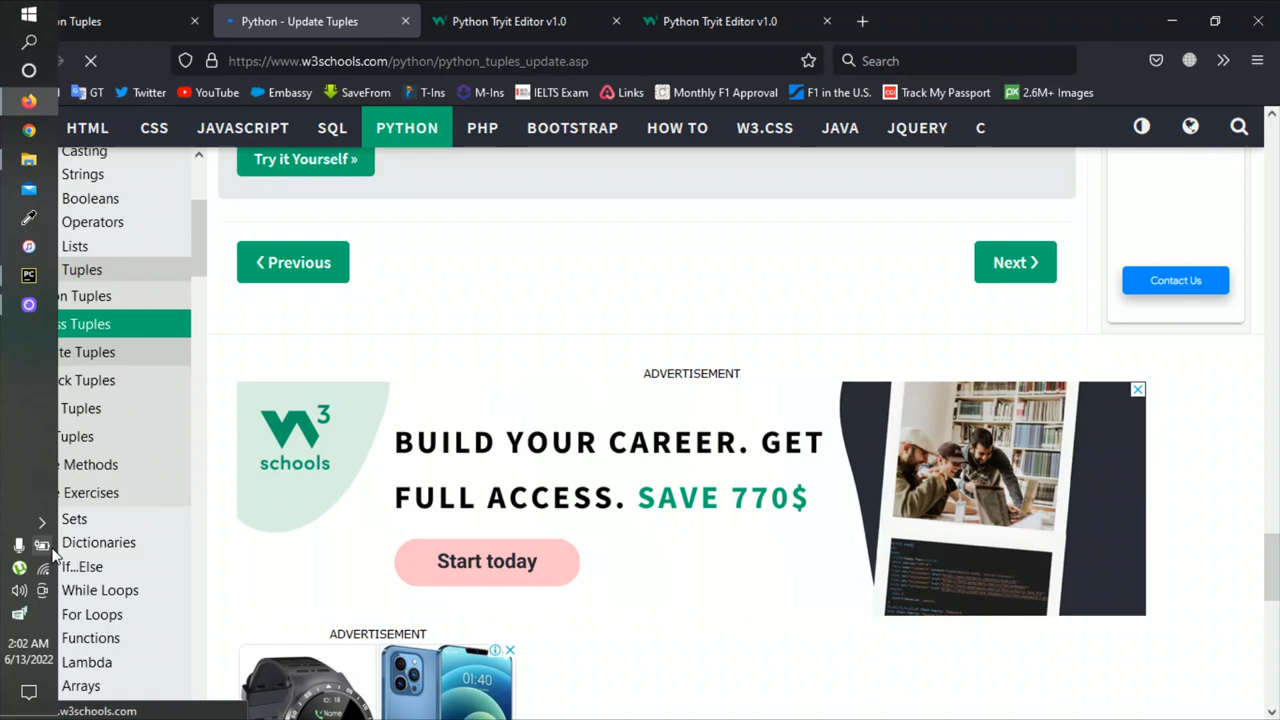 on Tuples
Python - Update Tuples
Python Tryit Editor v1.0
Python Tryit Editor v1.0
https://www.w3schools.com/python/python_tuples_update.asp
Search
GT
Twitter
YouTube
Embassy
SaveFrom
T-Ins
M-Ins
IELTS Exam
Links
Monthly F1 Approval
F1 in the U.S.
Track My Passport
2.6M+ Images
HTML
CSS
JAVASCRIPT
SQL
PYTHON
PHP
BOOTSTRAP
HOW TO
W3.CSS
JAVA
JQUERY
C
Casting
Strings
Booleans
Operators
Lists
Tuples
on Tuples
ss Tuples
te Tuples
ck Tuples
Tuples
Tuples
e Methods
e Exercises
Sets
Dictionaries
If...Else
While Loops
For Loops
Functions
Lambda
Arrays
Try it Yourself »
❮ Previous
Next ❯
Contact Us
ADVERTISEMENT
W3
schools
BUILD YOUR CAREER. GET
FULL ACCESS. SAVE 770$
Start today
ADVERTISEMENT
01:40
PC
2:02 AM
6/13/2022
w3schools.com